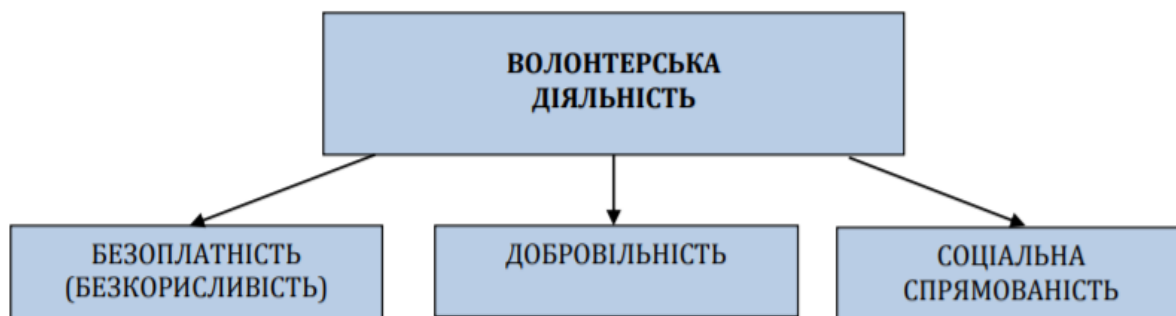 ВОЛОНТЕРСЬКА
ДІЯЛЬНІСТЬ
БЕЗОПЛАТНІСТЬ
(БЕЗКОРИСЛИВІСТЬ)
ДОБРОВІЛЬНІСТЬ
СОЦІАЛЬНА
СПРЯМОВАНІСТЬ